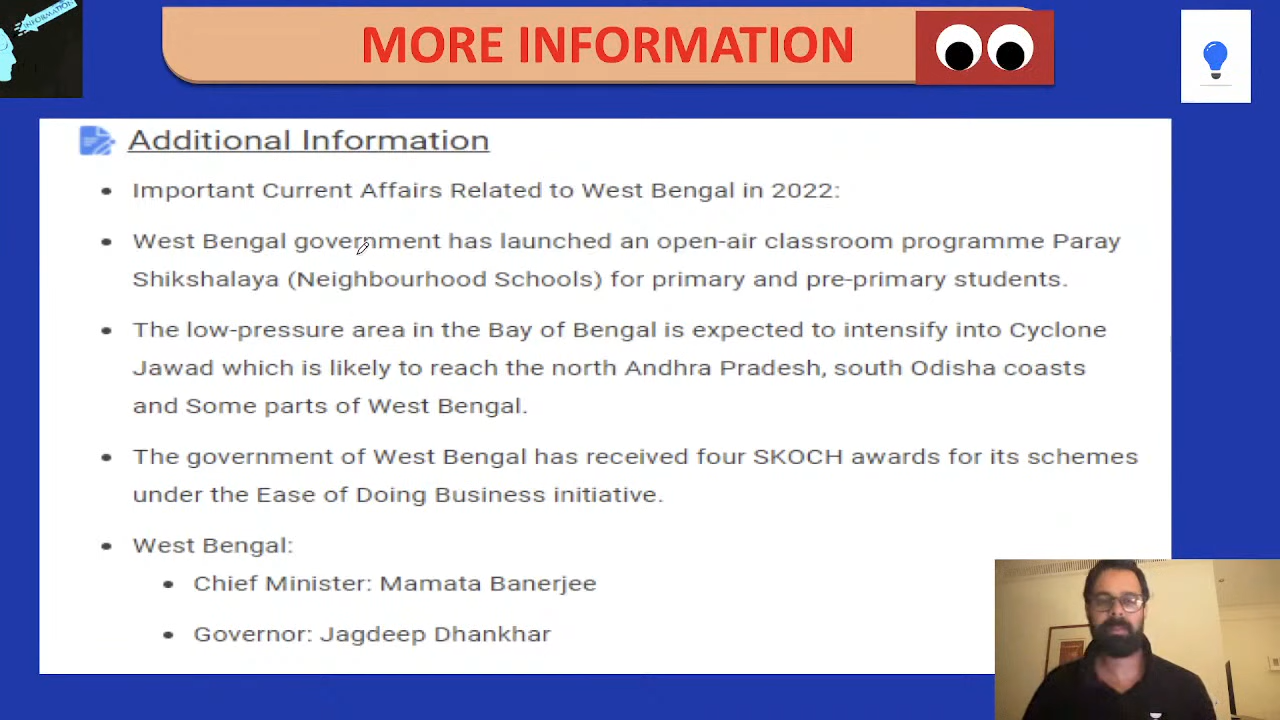 INFORMATION
MORE INFORMATION
Additional Information
Important Current Affairs Related to West Bengal in 2022:
West Bengal government has launched an open-air classroom programme Paray
Shikshalaya (Neighbourhood Schools) for primary and pre-primary students.
The low-pressure area in the Bay of Bengal is expected to intensify into Cyclone
Jawad which is likely to reach the north Andhra Pradesh, south Odisha coasts
and Some parts of West Bengal.
The government of West Bengal has received four SKOCH awards for its schemes
under the Ease of Doing Business initiative.
West Bengal:
Chief Minister: Mamata Banerjee
Governor: Jagdeep Dhankhar